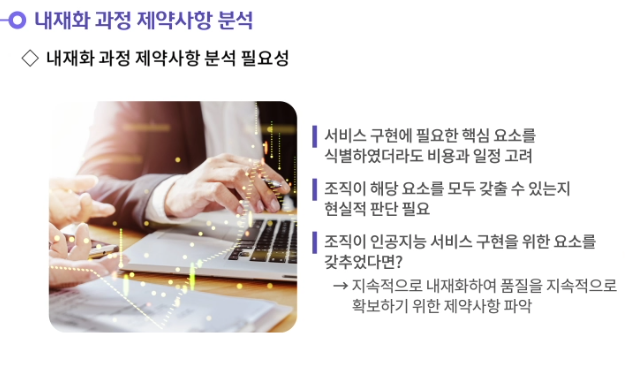 내재화 과정 제약사항 분석
◇ 내재화 과정 제약사항 분석 필요성
서비스 구현에 필요한 핵심 요소를
식별하였더라도 비용과 일정 고려
조직이 해당 요소를 모두 갖출 수 있는지
현실적 판단 필요
조직이 인공지능 서비스 구현을 위한 요소를
갖추었다면?
→ 지속적으로 내재화하여 품질을 지속적으로
확보하기 위한 제약사항 파악